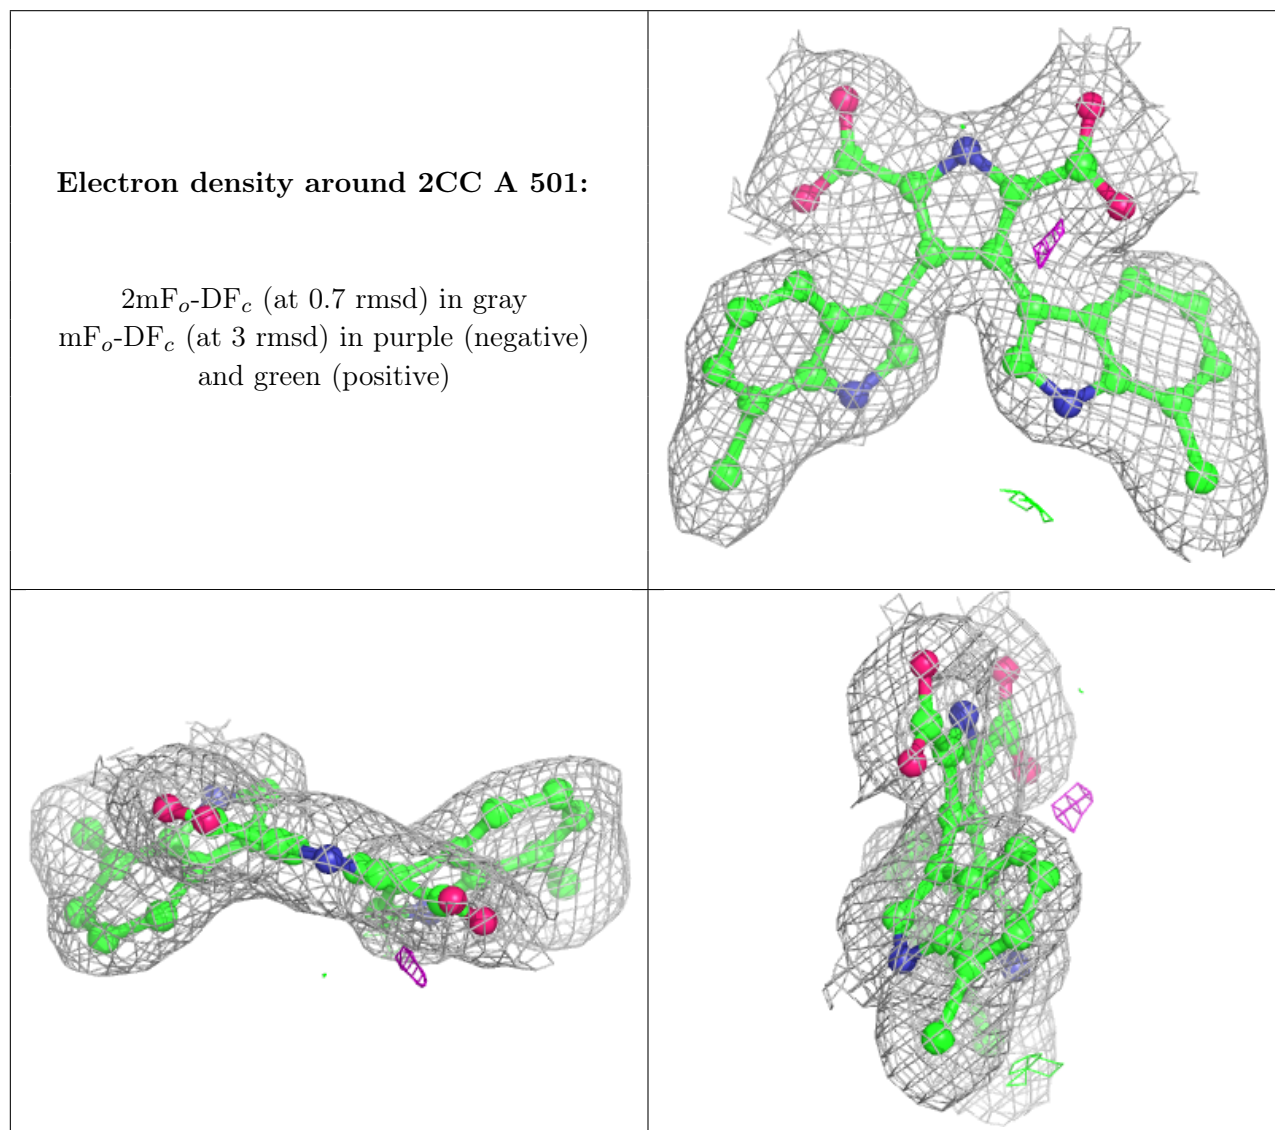 Electron density around 2CC A 501:
2mFo-DFc (at 0.7 rmsd) in gray
mFo-DFc (at 3 rmsd) in purple (negative)
and green (positive)